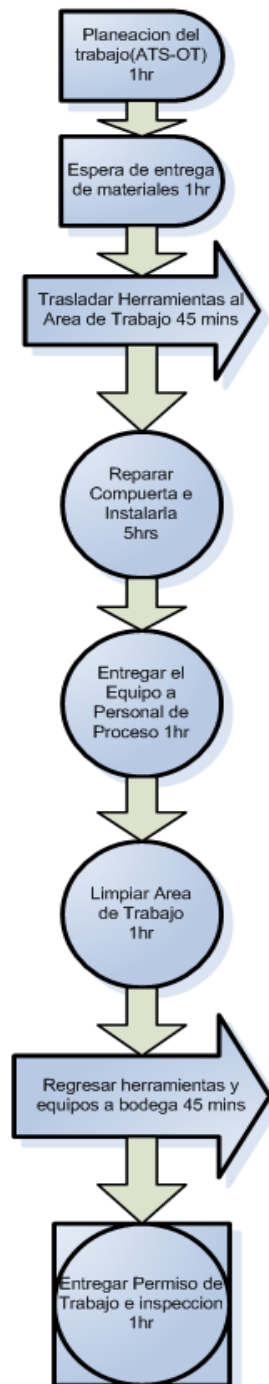 Planeacion del
trabajo(ATS-OT)
1hr
Espera de entrega
de materiales 1hr
Trasladar Herramientas al
Area de Trabajo 45 mins
Reparar
Compuerta e
Instalarla
5hrs
Entregar el
Equipo a
Personal de
Proceso 1hr
Limpiar Area
de Trabajo
1hr
Regresar herramientas y
equipos a bodega 45 mins
Entregar Permiso de
Trabajo e inspeccion
1hr